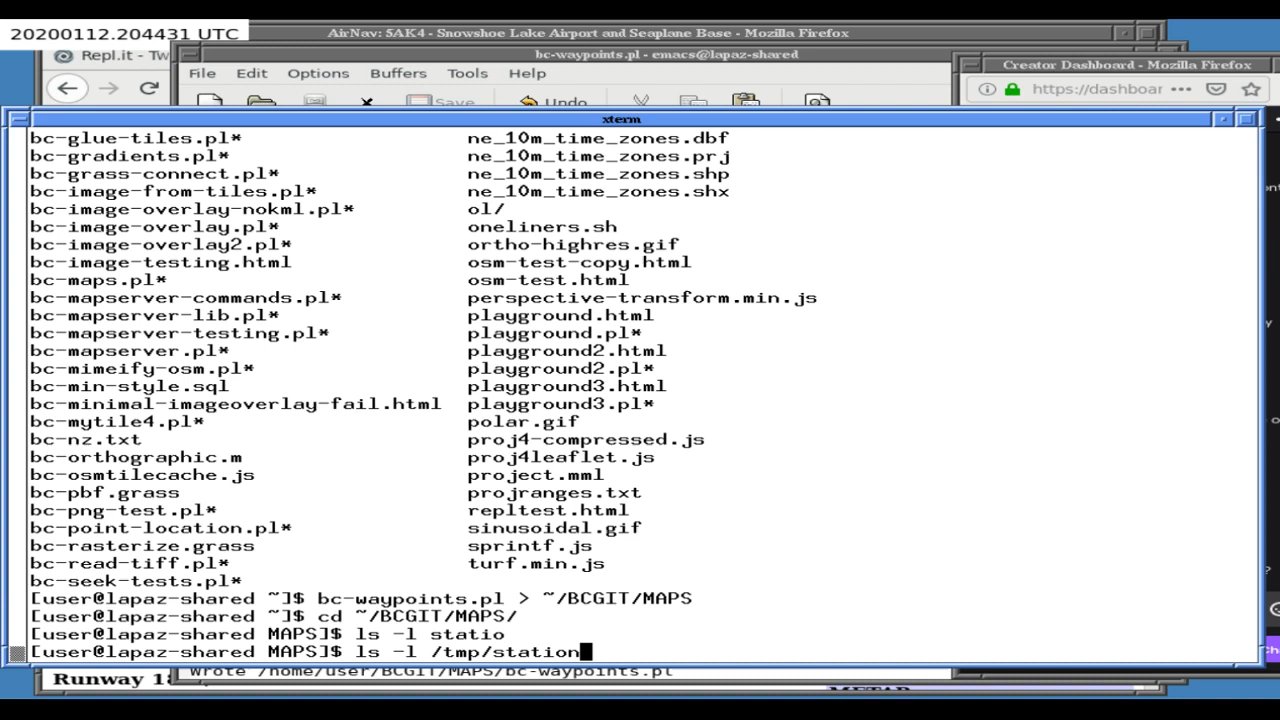 20200112.204431 UTC
AirNav: 5AK4 - Snowshoe Lake Airport and Seaplane Base - Mozilla Firefox
Repl.it - Tw
bc-waypoints.pl - emacs@lapaz-shared
Creator Dashboard - Mozilla Firefox
File Edit Options Buffers Tools Help
https://dashboar
Save Undo
xterm
bc-glue-tiles.pl* ne_10m_time_zones.dbf
bc-gradients.pl* ne_10m_time_zones.prj
bc-grass-connect.pl* ne_10m_time_zones.shp
bc-image-from-tiles.pl* ne_10m_time_zones.shx
bc-image-overlay-nokml.pl* ol/
bc-image-overlay.pl* oneliners.sh
bc-image-overlay2.pl* ortho-highres.gif
bc-image-testing.html osm-test-copy.html
bc-maps.pl* osm-test.html
bc-mapserver-commands.pl* perspective-transform.min.js
bc-mapserver-lib.pl* playground.html
bc-mapserver-testing.pl* playground.pl*
bc-mapserver.pl* playground2.html
bc-mimeify-osm.pl* playground2.pl*
bc-min-style.sql playground3.html
bc-minimal-imageoverlay-fail.html playground3.pl*
bc-mytile4.pl* polar.gif
bc-nz.txt proj4-compressed.js
bc-orthographic.m proj4leaflet.js
bc-osmtilecache.js project.mml
bc-pbf.grass projranges.txt
bc-png-test.pl* repltest.html
bc-point-location.pl* sinusoidal.gif
bc-rasterize.grass sprintf.js
bc-read-tiff.pl* turf.min.js
bc-seek-tests.pl*
[user@lapaz-shared ~]$ bc-waypoints.pl > ~/BCGIT/MAPS
[user@lapaz-shared ~]$ cd ~/BCGIT/MAPS/
[user@lapaz-shared MAPS]$ ls -l statio
[user@lapaz-shared MAPS]$ ls -l /tmp/station
Wrote /home/user/BCGIT/MAPS/bc-waypoints.pl
Runway 18
METAR